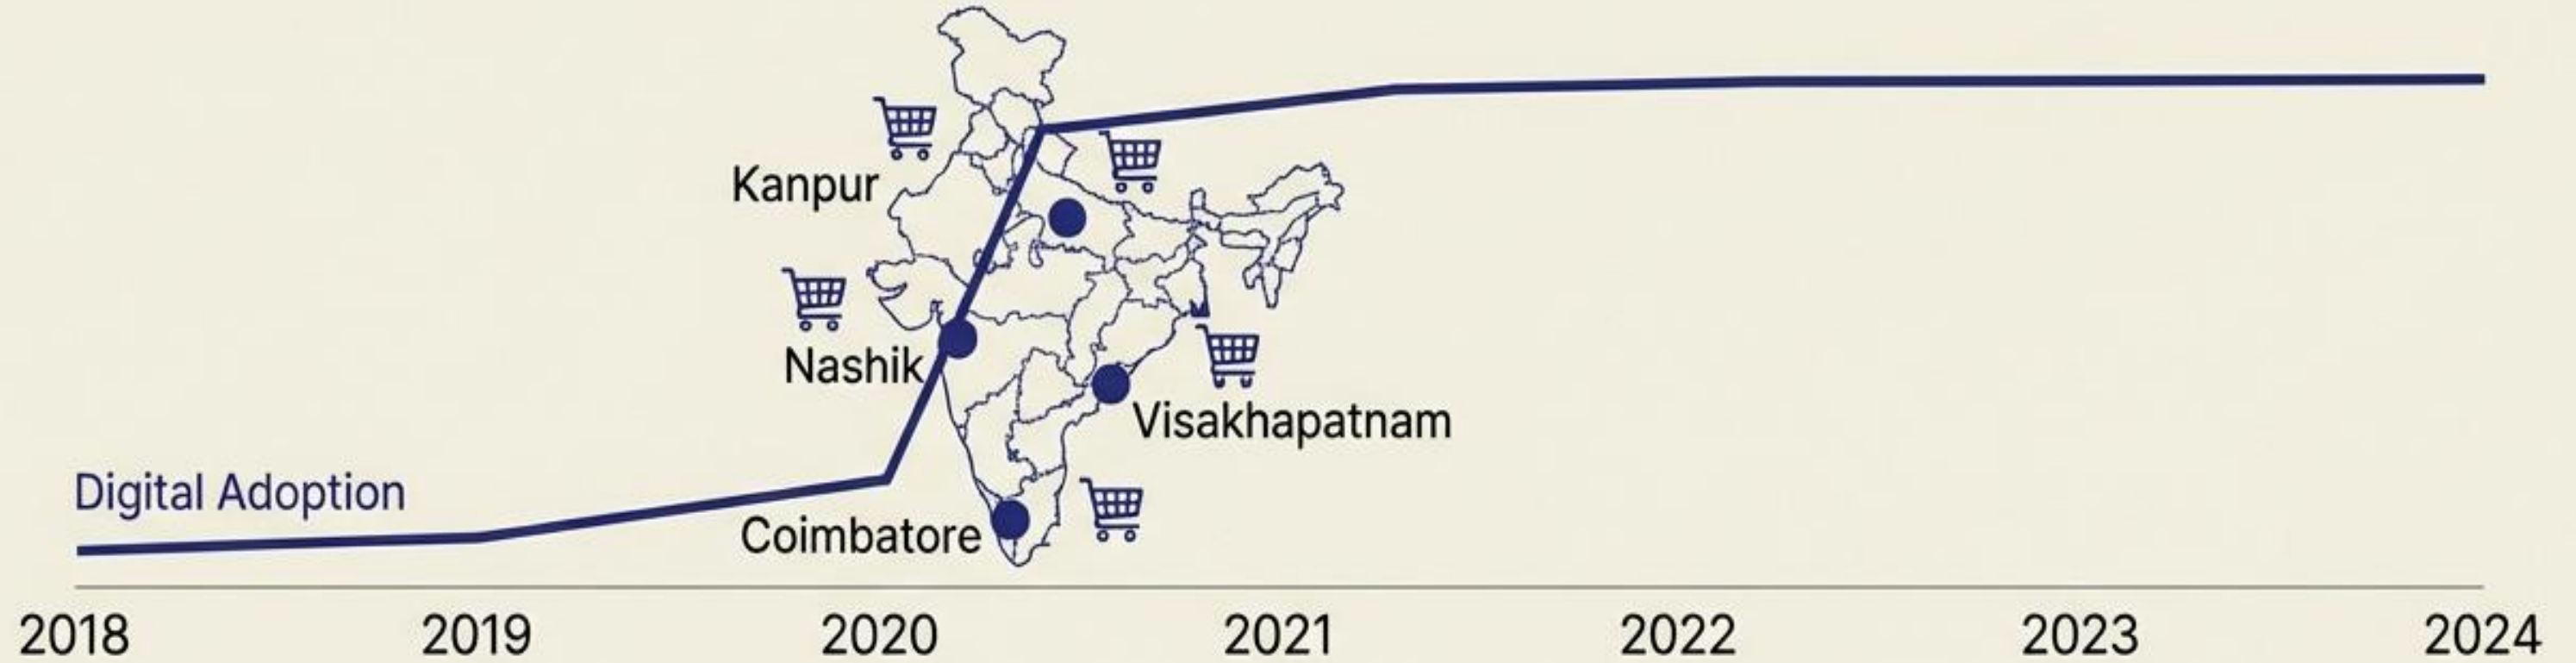 Kanpur
Nashik
Visakhapatnam
Digital Adoption
Coimbatore
2018 2019 2020 2021 2022 2023 2024